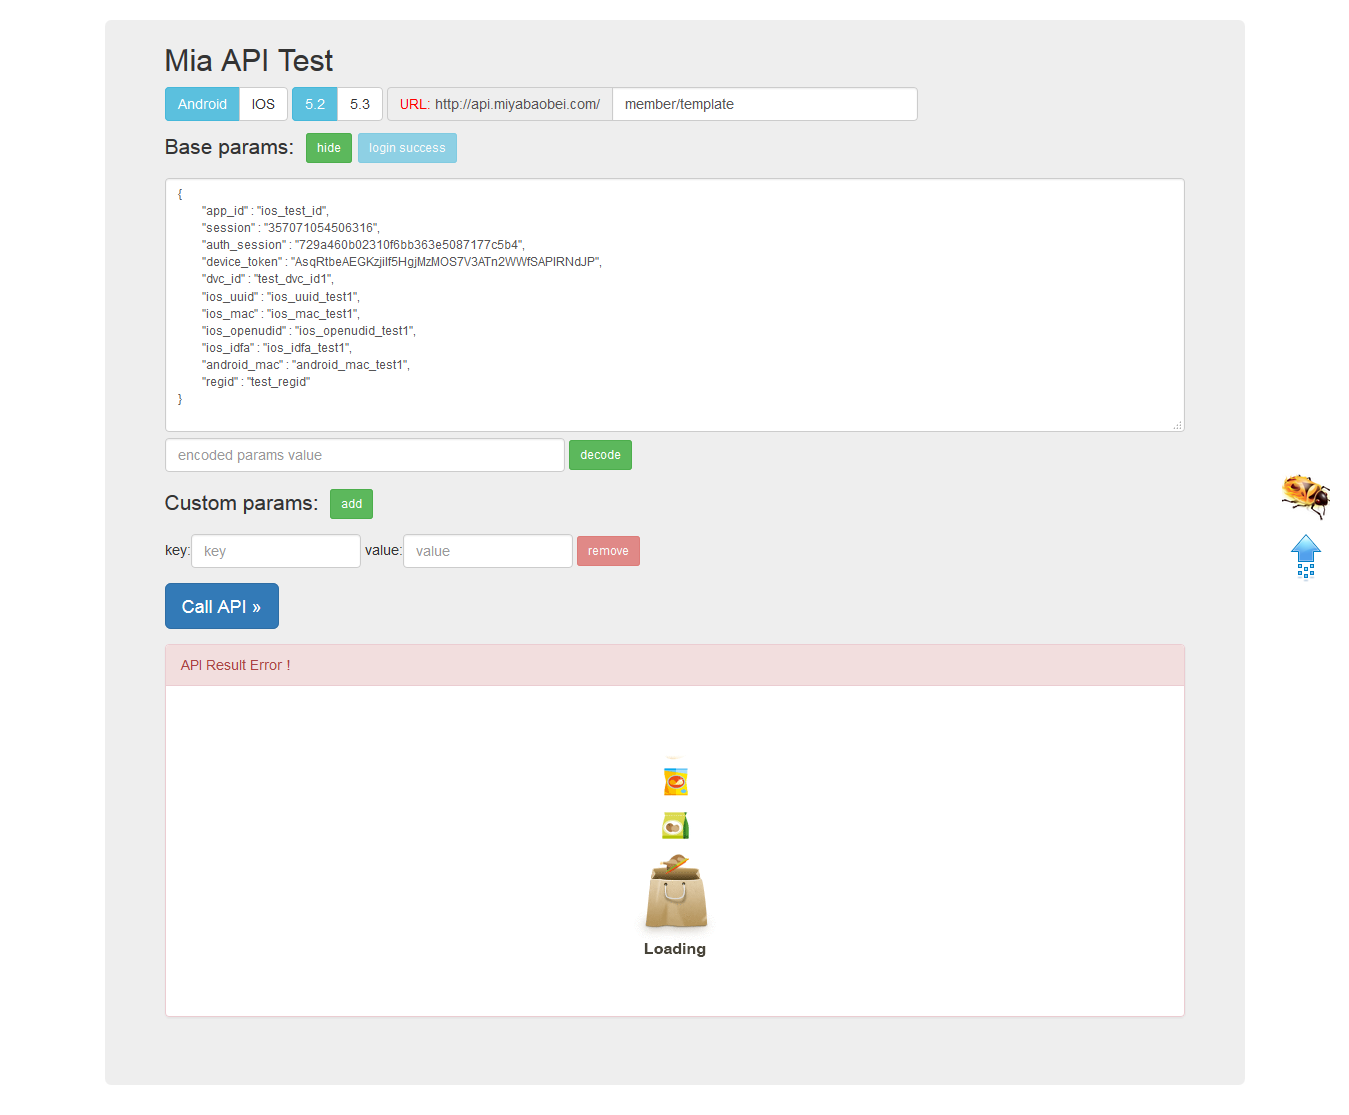 Mia API Test
Android IOS 5.2 5.3 URL: http://api.miyabaobei.com/ member/template
Base params: hide login success
{
"app_id" : "ios_test_id",
"session" : "357071054506316",
"auth_session" : "729a460b02310f6bb363e5087177c5b4",
"device_token" : "AsqRtbeAEGKzjiIf5HgjMzMOS7V3ATn2WWfSAPIRNdJP",
"dvc_id" : "test_dvc_id1",
"ios_uuid" : "ios_uuid_test1",
"ios_mac" : "ios_mac_test1",
"ios_openudid" : "ios_openudid_test1",
"ios_idfa" : "ios_idfa_test1",
"android_mac" : "android_mac_test1",
"regid" : "test_regid"
}
encoded params value decode
Custom params: add
key: key value: value remove
Call API »
API Result Error !
Loading